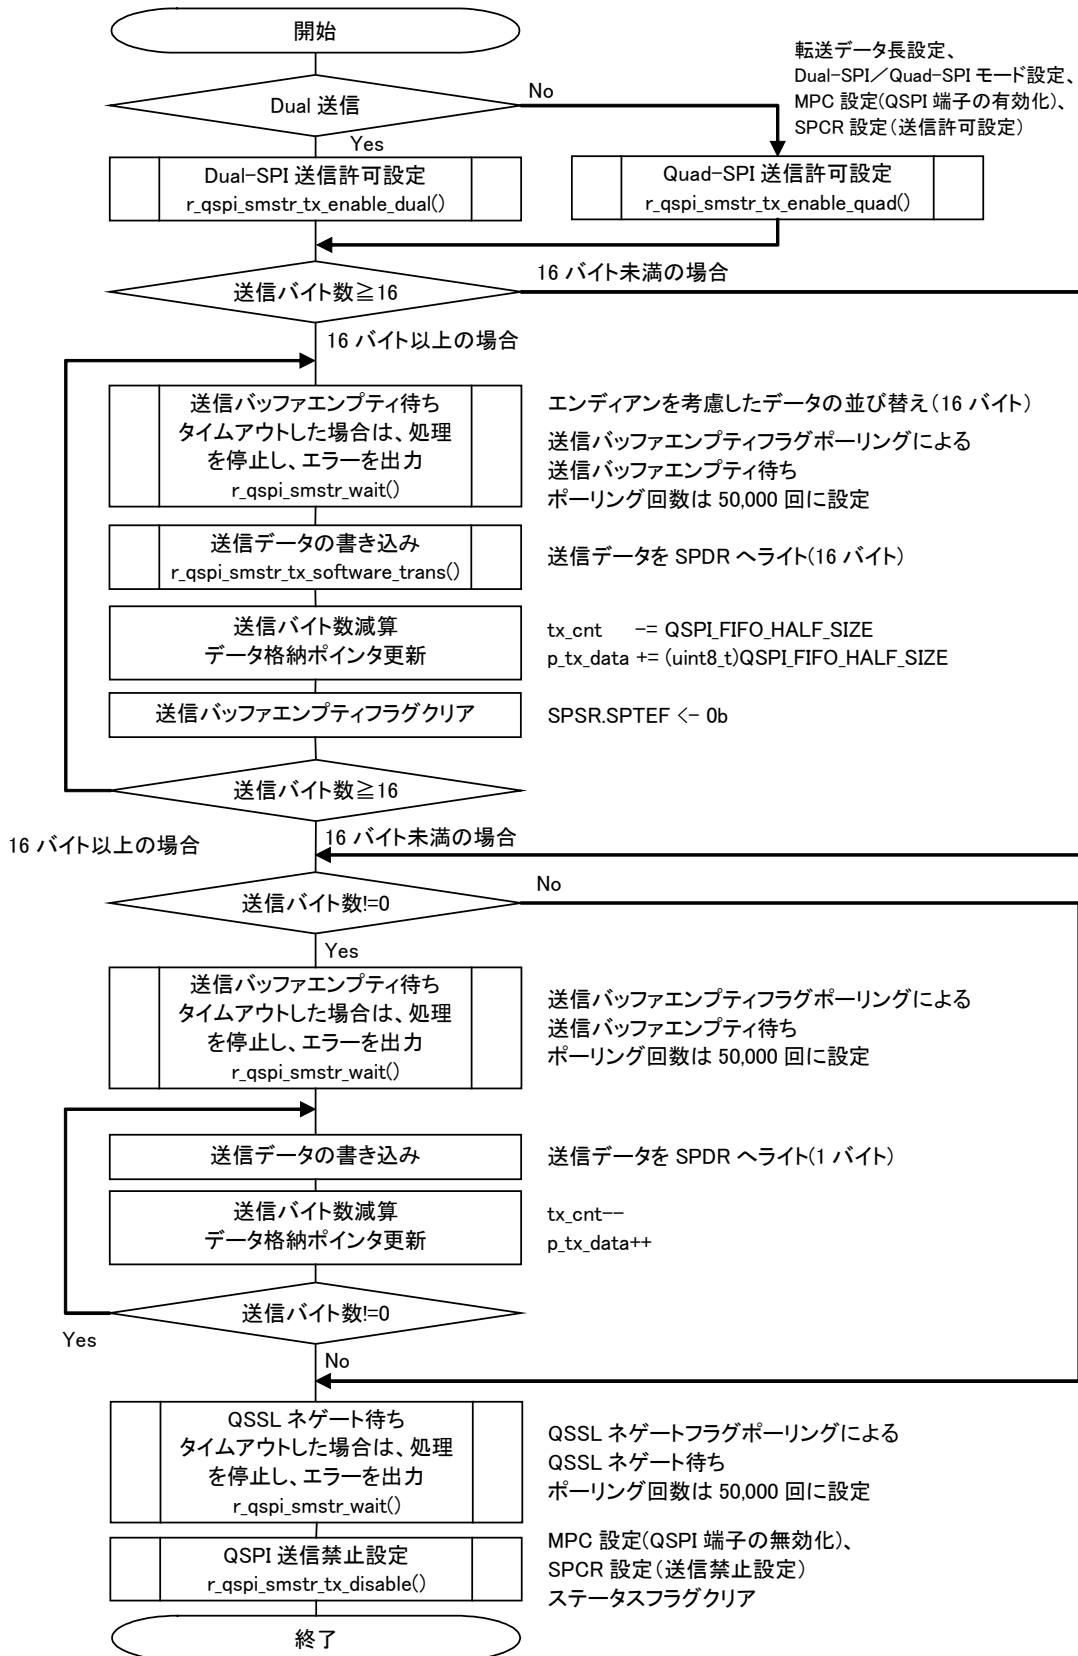 開始
転送データ長設定、
Dual-SPI／Quad-SPI モード設定、
MPC 設定(QSPI 端子の有効化)、
SPCR 設定（送信許可設定）
Dual 送信
No
Yes
Dual-SPI 送信許可設定
r_qspi_smstr_tx_enable_dual()
Quad-SPI 送信許可設定
r_qspi_smstr_tx_enable_quad()
送信バイト数≧16
16 バイト未満の場合
16 バイト以上の場合
送信バッファエンプティ待ち
タイムアウトした場合は、処理
を停止し、エラーを出力
r_qspi_smstr_wait()
エンディアンを考慮したデータの並び替え（16 バイト）
送信バッファエンプティフラグポーリングによる
送信バッファエンプティ待ち
ポーリング回数は 50,000 回に設定
送信データの書き込み
r_qspi_smstr_tx_software_trans()
送信データを SPDR へライト(16 バイト)
送信バイト数減算
データ格納ポインタ更新
tx_cnt -= QSPI_FIFO_HALF_SIZE
p_tx_data += (uint8_t)QSPI_FIFO_HALF_SIZE
送信バッファエンプティフラグクリア
SPSR.SPTEF <- 0b
送信バイト数≧16
16 バイト以上の場合
16 バイト未満の場合
送信バイト数!=0
No
Yes
送信バッファエンプティ待ち
タイムアウトした場合は、処理
を停止し、エラーを出力
r_qspi_smstr_wait()
送信バッファエンプティフラグポーリングによる
送信バッファエンプティ待ち
ポーリング回数は 50,000 回に設定
送信データの書き込み
送信データを SPDR へライト(1 バイト)
送信バイト数減算
データ格納ポインタ更新
tx_cnt--
p_tx_data++
送信バイト数!=0
Yes
No
QSSL ネゲート待ち
タイムアウトした場合は、処理
を停止し、エラーを出力
r_qspi_smstr_wait()
QSSL ネゲートフラグポーリングによる
QSSL ネゲート待ち
ポーリング回数は 50,000 回に設定
QSPI 送信禁止設定
r_qspi_smstr_tx_disable()
MPC 設定(QSPI 端子の無効化)、
SPCR 設定（送信禁止設定）
ステータスフラグクリア
終了